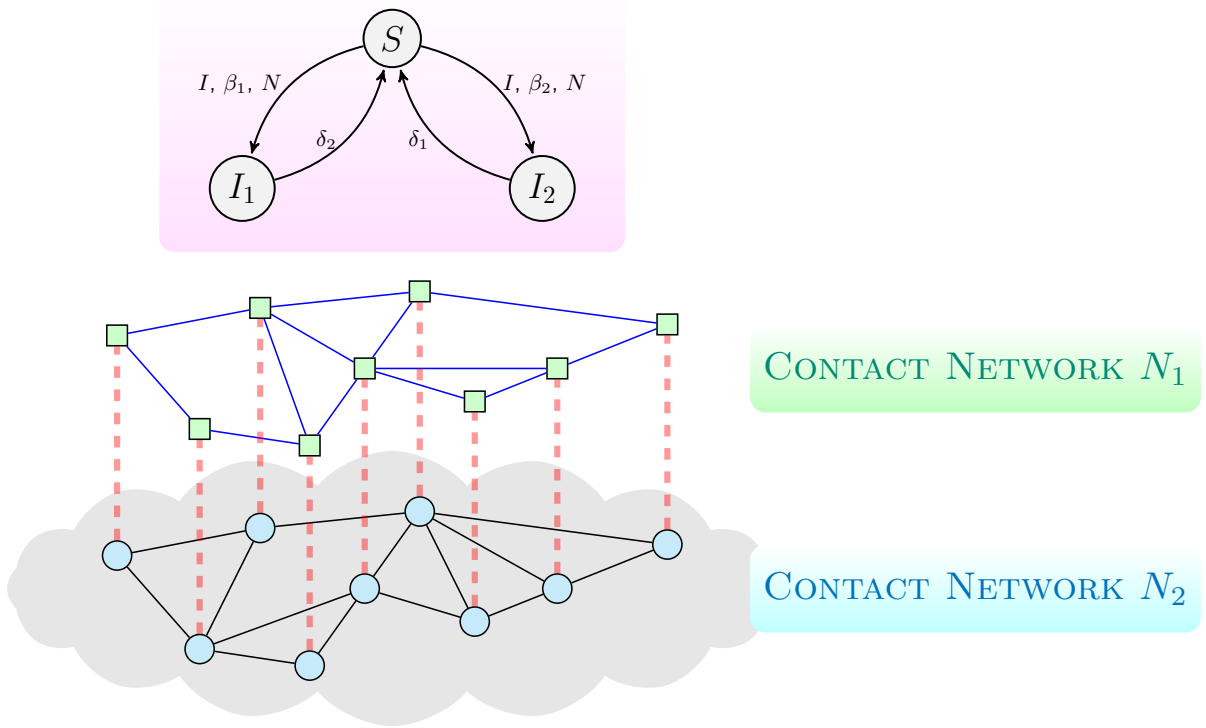 S
I, β₁, N
I, β₂, N
δ₂
δ₁
I₁
I₂
CONTACT NETWORK N₁
CONTACT NETWORK N₂